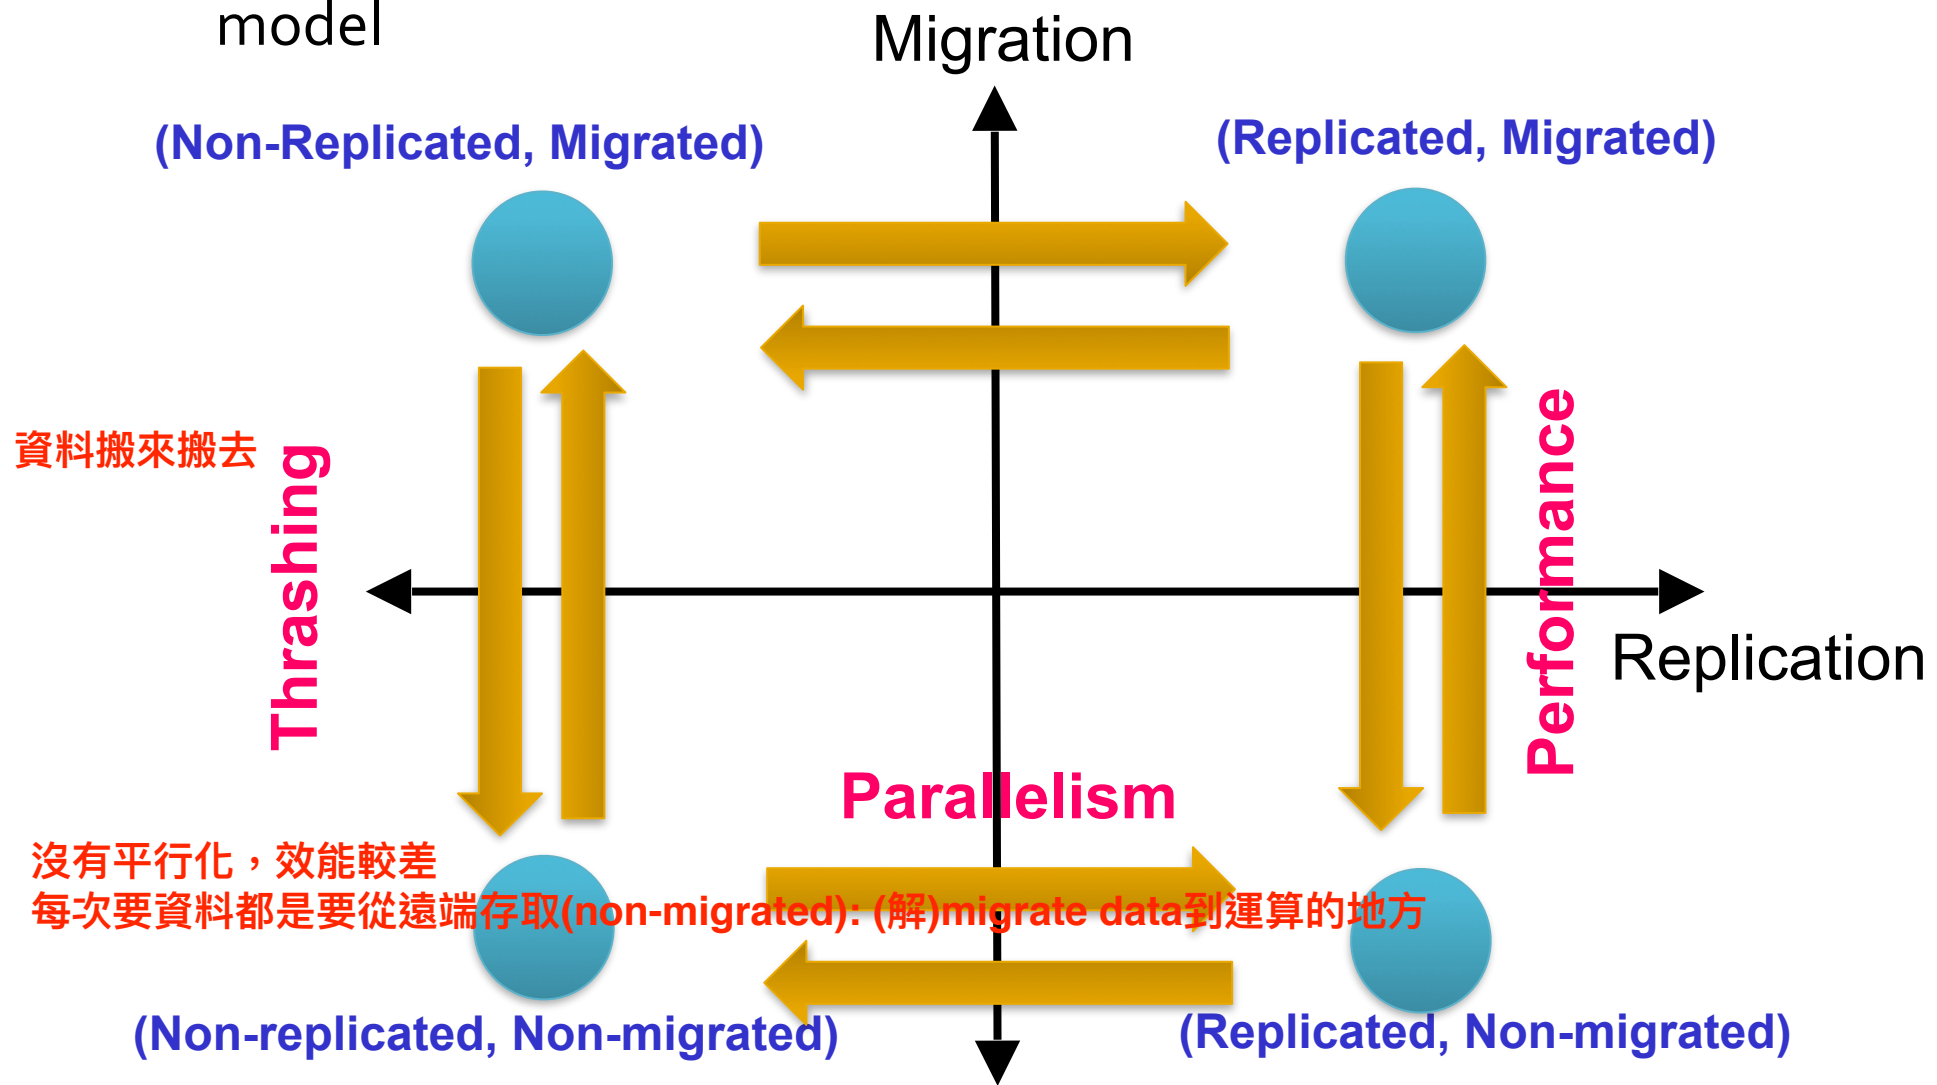 model
Migration
(Non-Replicated, Migrated)
(Replicated, Migrated)
資料搬來搬去
Thrashing
Performance
Replication
Parallelism
沒有平行化，效能較差
每次要資料都是要從遠端存取(non-migrated): (解)migrate data到運算的地方
(Non-replicated, Non-migrated)
(Replicated, Non-migrated)